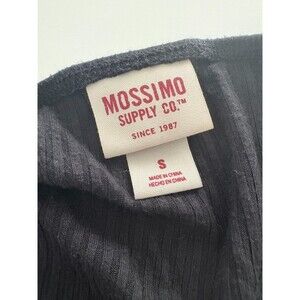 MOSSIMO
SUPPLY CO.™
SINCE 1987
S
MADE IN CHINA
HECHO EN CHINA